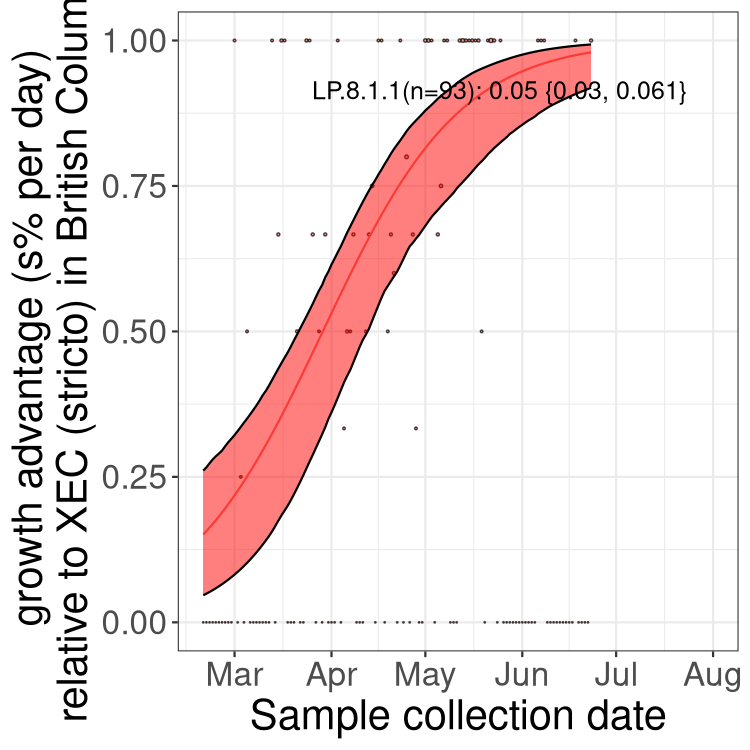 growth advantage (s% per day)
relative to XEC (stricto) in British Colum
1.00
0.75
0.50
0.25
0.00
LP.8.1.1(n=93): 0.05 {0.03, 0.061}
Mar Apr May Jun Jul Aug
Sample collection date